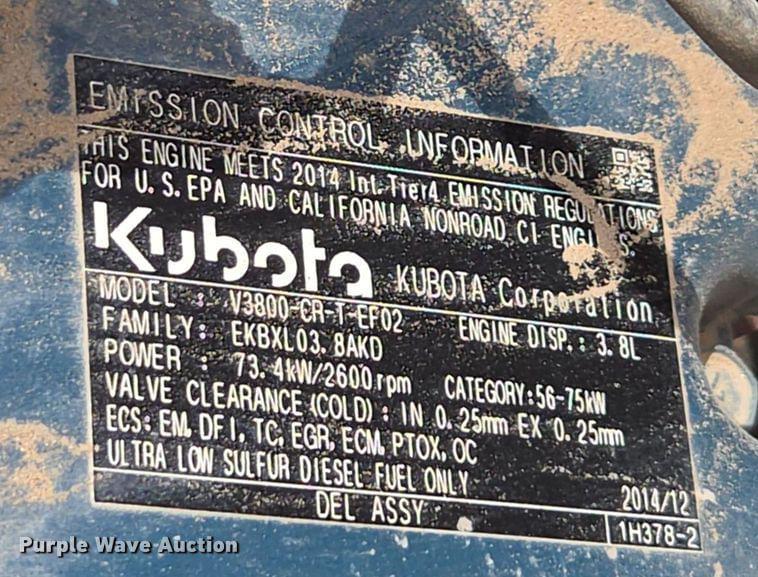 EMISSION CONTROL INFORMATION
THIS ENGINE MEETS 2014 Int.Tier4 EMISSION REGULATIONS
FOR U.S.EPA AND CALIFORNIA NONROAD CI ENGINES.
Kubota KUBOTA Corporation
MODEL : V3800-CR-T-EF02 ENGINE DISP.: 3.8L
FAMILY: EKBXL03.8AKD
POWER : 73.4kW/2600rpm CATEGORY:56-75kW
VALVE CLEARANCE(COLD): IN 0.25mm EX 0.25mm
ECS: EM, DFI, TC, EGR, ECM, PTOX, OC
ULTRA LOW SULFUR DIESEL FUEL ONLY
2014/12
DEL ASSY 1H378-2
Purple Wave Auction